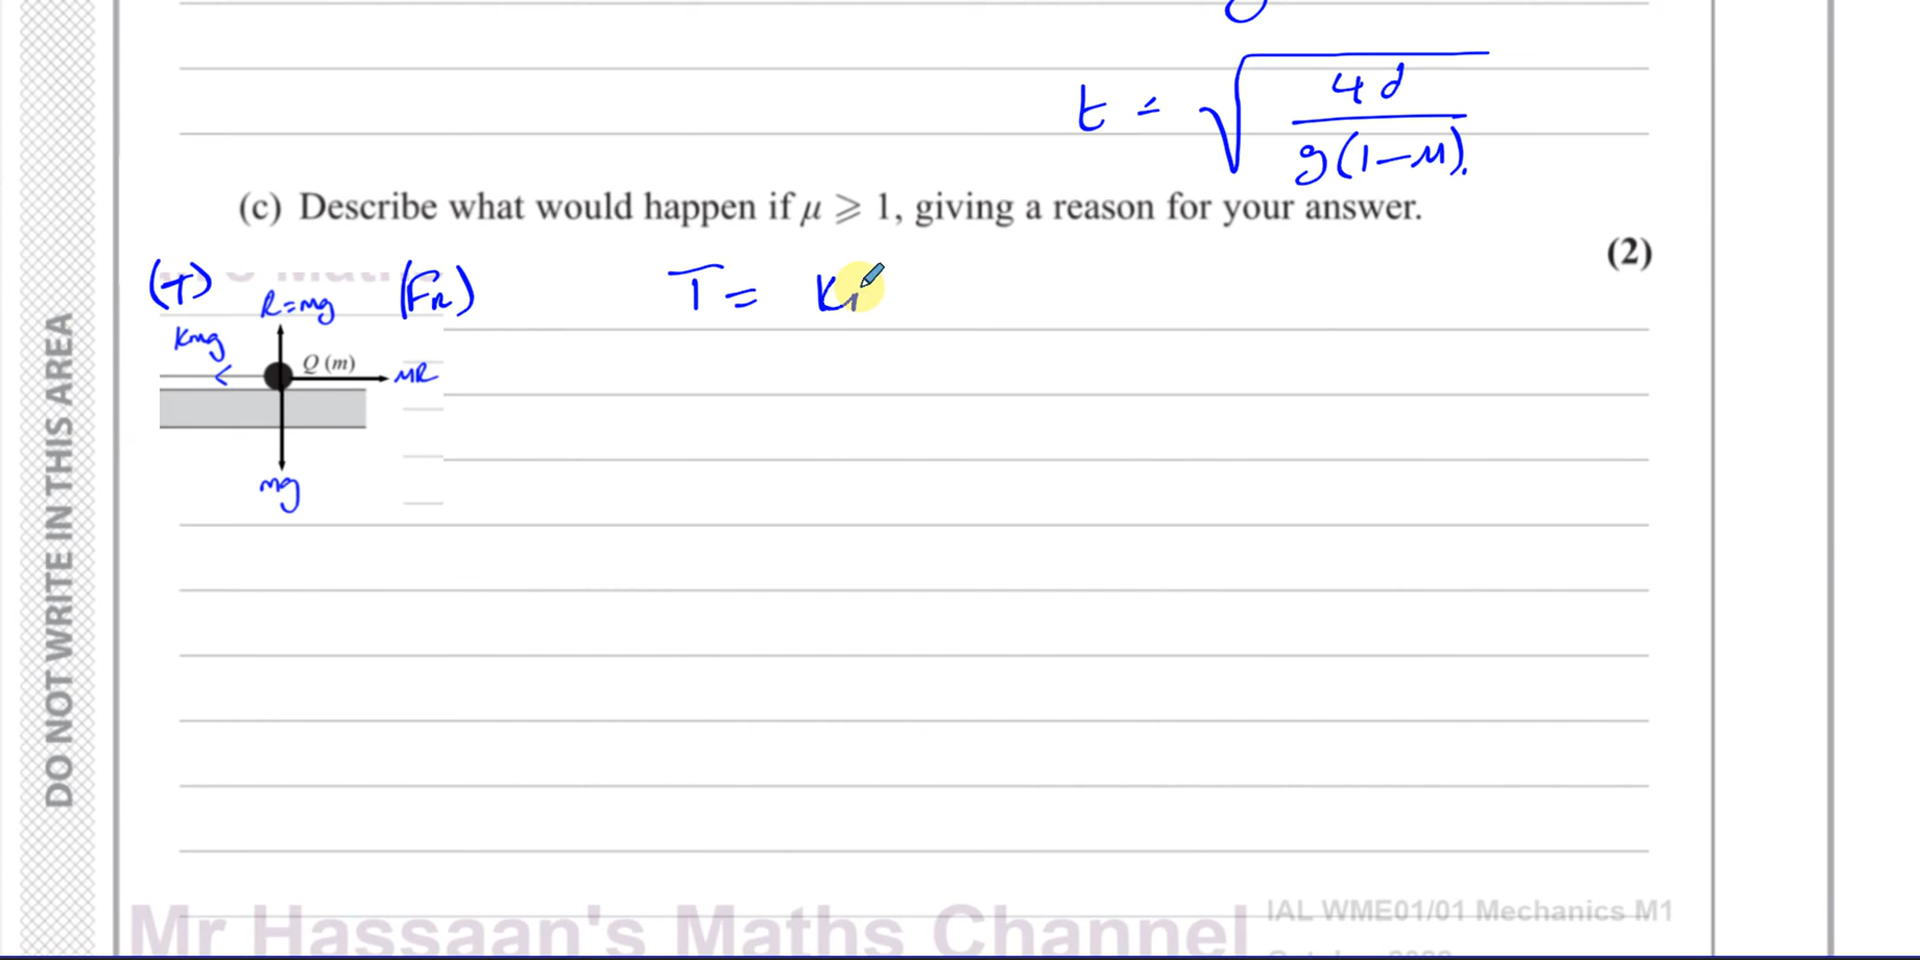 t = √ 4d / g(1-μ).
(c) Describe what would happen if μ ⩾ 1, giving a reason for your answer.
(2)
(T) R=mg (FR) T = K
Kmg
Q (m)
μR
mg
DO NOT WRITE IN THIS AREA
Mr Hassaan's Maths Channel
IAL WME01/01 Mechanics M1